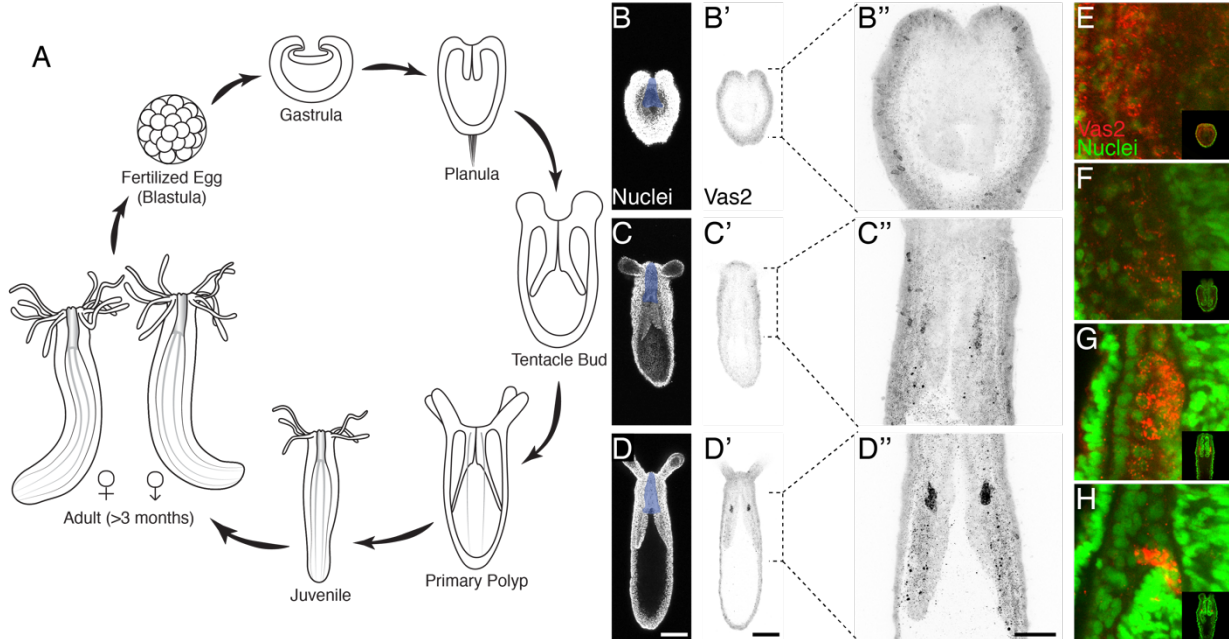 A
Gastrula
Planula
Fertilized Egg
(Blastula)
Tentacle Bud
Primary Polyp
Juvenile
♀ ♂
Adult (>3 months)
B
Nuclei
B'
Vas2
B''
C
C'
C''
D
D'
D''
E
Vas2
Nuclei
F
G
H